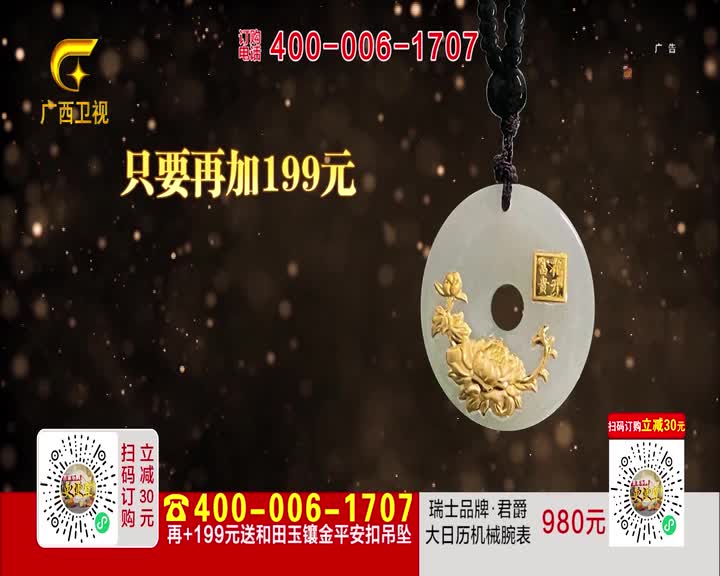 订购
电话 400-006-1707
广告
广西卫视
只要再加199元
富贵
扫码订购
立减30元
扫码订购立减30元
☎400-006-1707
再+199元送和田玉镶金平安扣吊坠
瑞士品牌·君爵
大日历机械腕表
980元